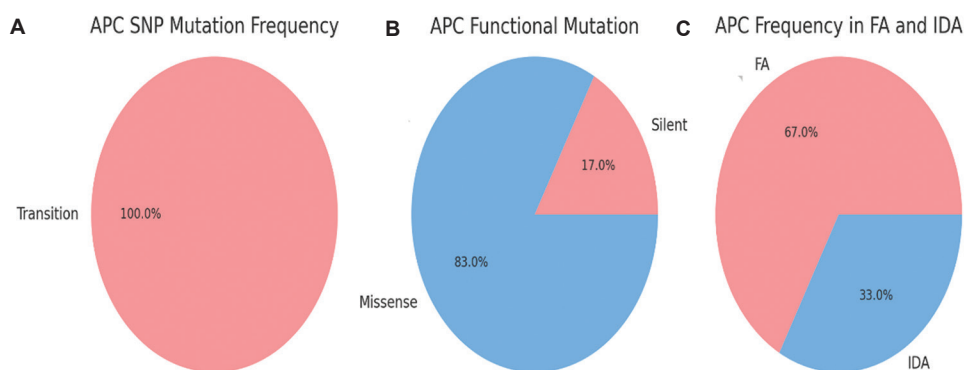 A APC SNP Mutation Frequency
Transition
100.0%
B APC Functional Mutation
Silent
17.0%
83.0%
Missense
C APC Frequency in FA and IDA
FA
67.0%
33.0%
IDA